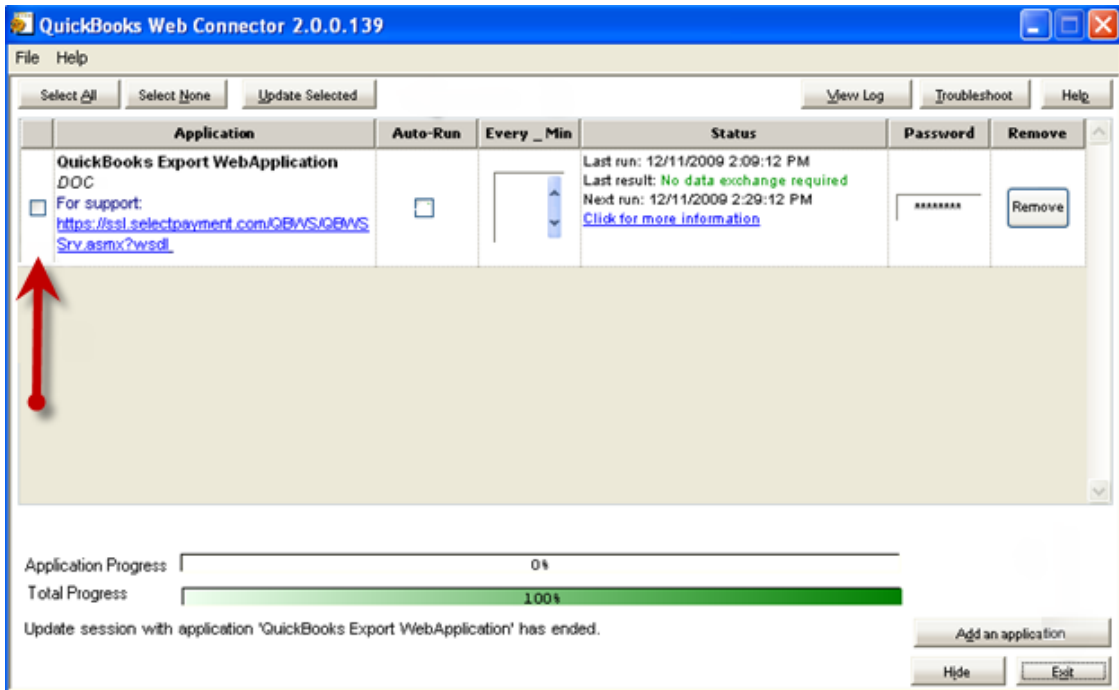 QuickBooks Web Connector 2.0.0.139
File Help
Select All Select None Update Selected View Log Troubleshoot Help
Application Auto-Run Every _Min Status Password Remove
QuickBooks Export WebApplication
DOC
For support:
https://ssl.selectpayment.com/QBWS/QBWS
Srv.asmx?wsdl
Last run: 12/11/2009 2:09:12 PM
Last result: No data exchange required
Next run: 12/11/2009 2:29:12 PM
Click for more information
********
Remove
Application Progress 0%
Total Progress 100%
Update session with application 'QuickBooks Export WebApplication' has ended.
Add an application
Hide Exit